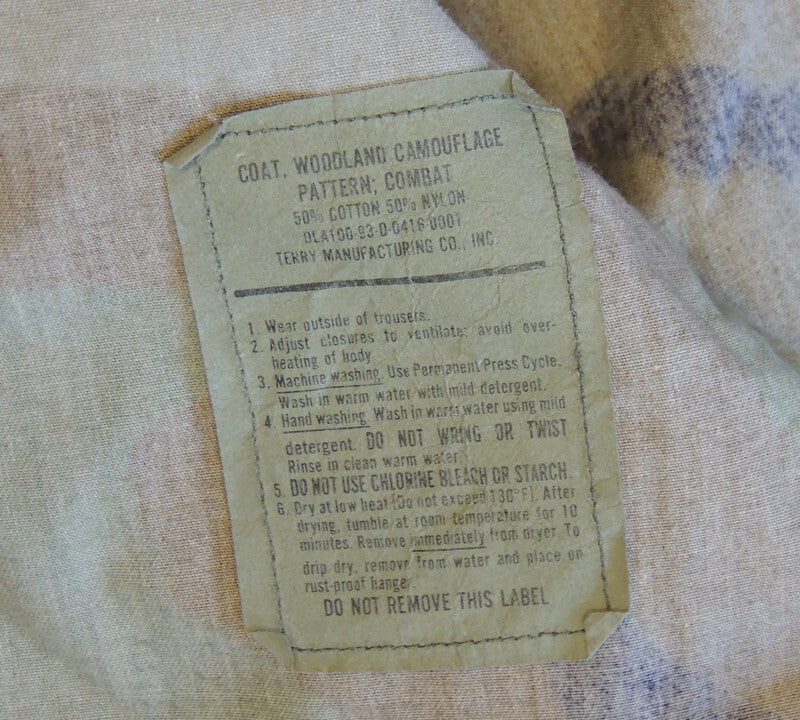 COAT, WOODLAND CAMOUFLAGE
PATTERN; COMBAT
50% COTTON 50% NYLON
DLA100-83-D-0416-0001
TERRY MANUFACTURING CO., INC.
1. Wear outside of trousers.
2. Adjust closures to ventilate; avoid over-
heating of body.
3. Machine washing. Use Permanent Press Cycle.
Wash in warm water with mild detergent.
4. Hand washing. Wash in warm water using mild
detergent. DO NOT WRING OR TWIST
Rinse in clean warm water.
5. DO NOT USE CHLORINE BLEACH OR STARCH.
6. Dry at low heat (Do not exceed 130°F). After
drying, tumble at room temperature for 10
minutes. Remove immediately from dryer. To
drip dry, remove from water and place on
rust-proof hanger.
DO NOT REMOVE THIS LABEL